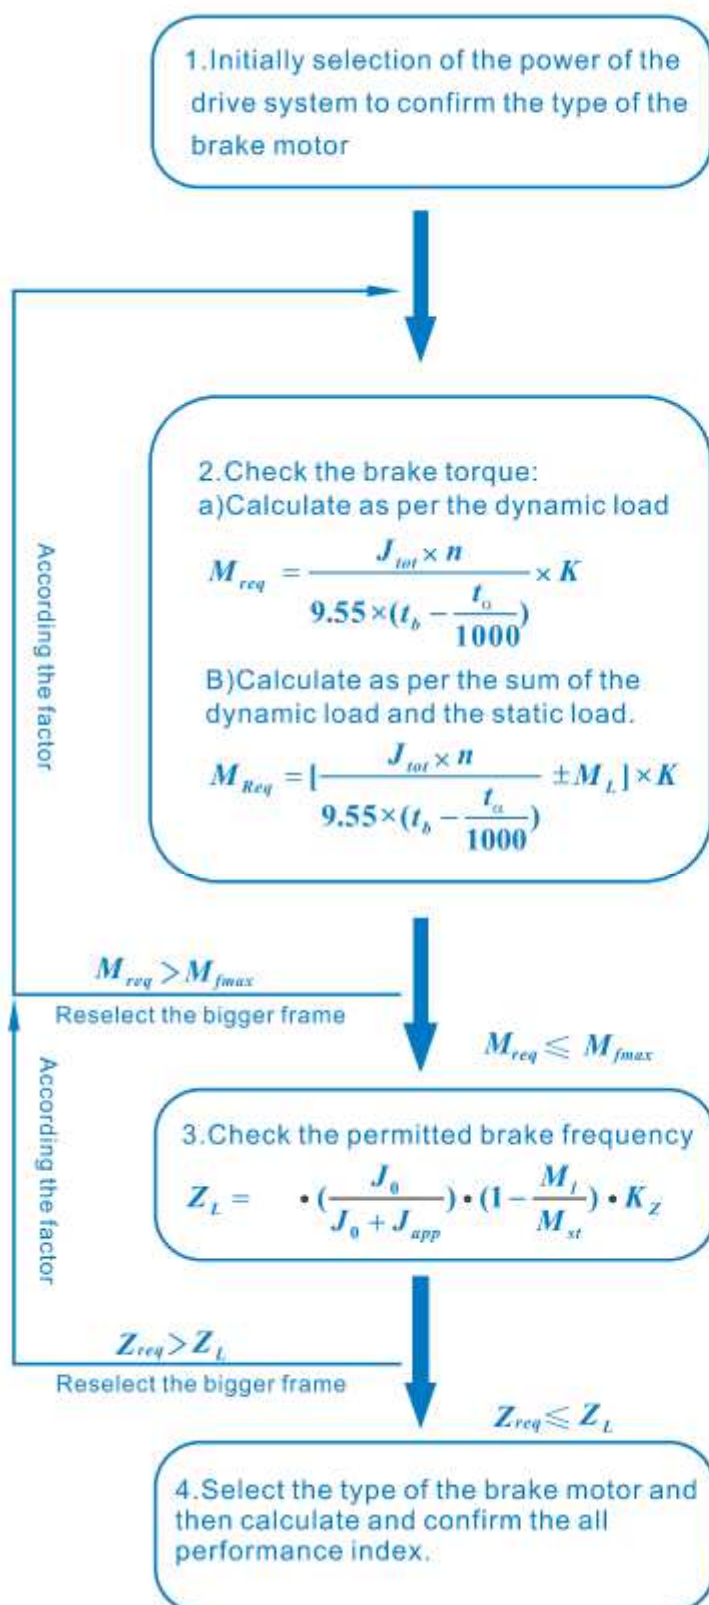 1.Initially selection of the power of the
drive system to confirm the type of the
brake motor
According the factor
2.Check the brake torque:
a)Calculate as per the dynamic load
M_req = J_tot × n / 9.55×(t_b − t_α/1000) × K
B)Calculate as per the sum of the
dynamic load and the static load.
M_Req = [ J_tot × n / 9.55×(t_b − t_α/1000) ±M_L ] × K
M_req > M_fmax
Reselect the bigger frame
M_req ≤ M_fmax
According the factor
3.Check the permitted brake frequency
Z_L = •(J_0 / J_0 + J_app)•(1 − M_l / M_st)•K_Z
Z_req > Z_L
Reselect the bigger frame
Z_req ≤ Z_L
4.Select the type of the brake motor and
then calculate and confirm the all
performance index.